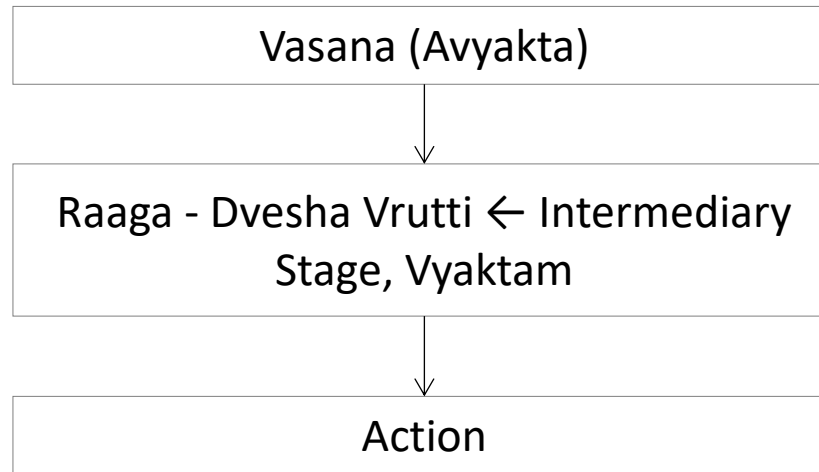 Vasana (Avyakta)
Raaga - Dvesha Vrutti ← Intermediary
Stage, Vyaktam
Action